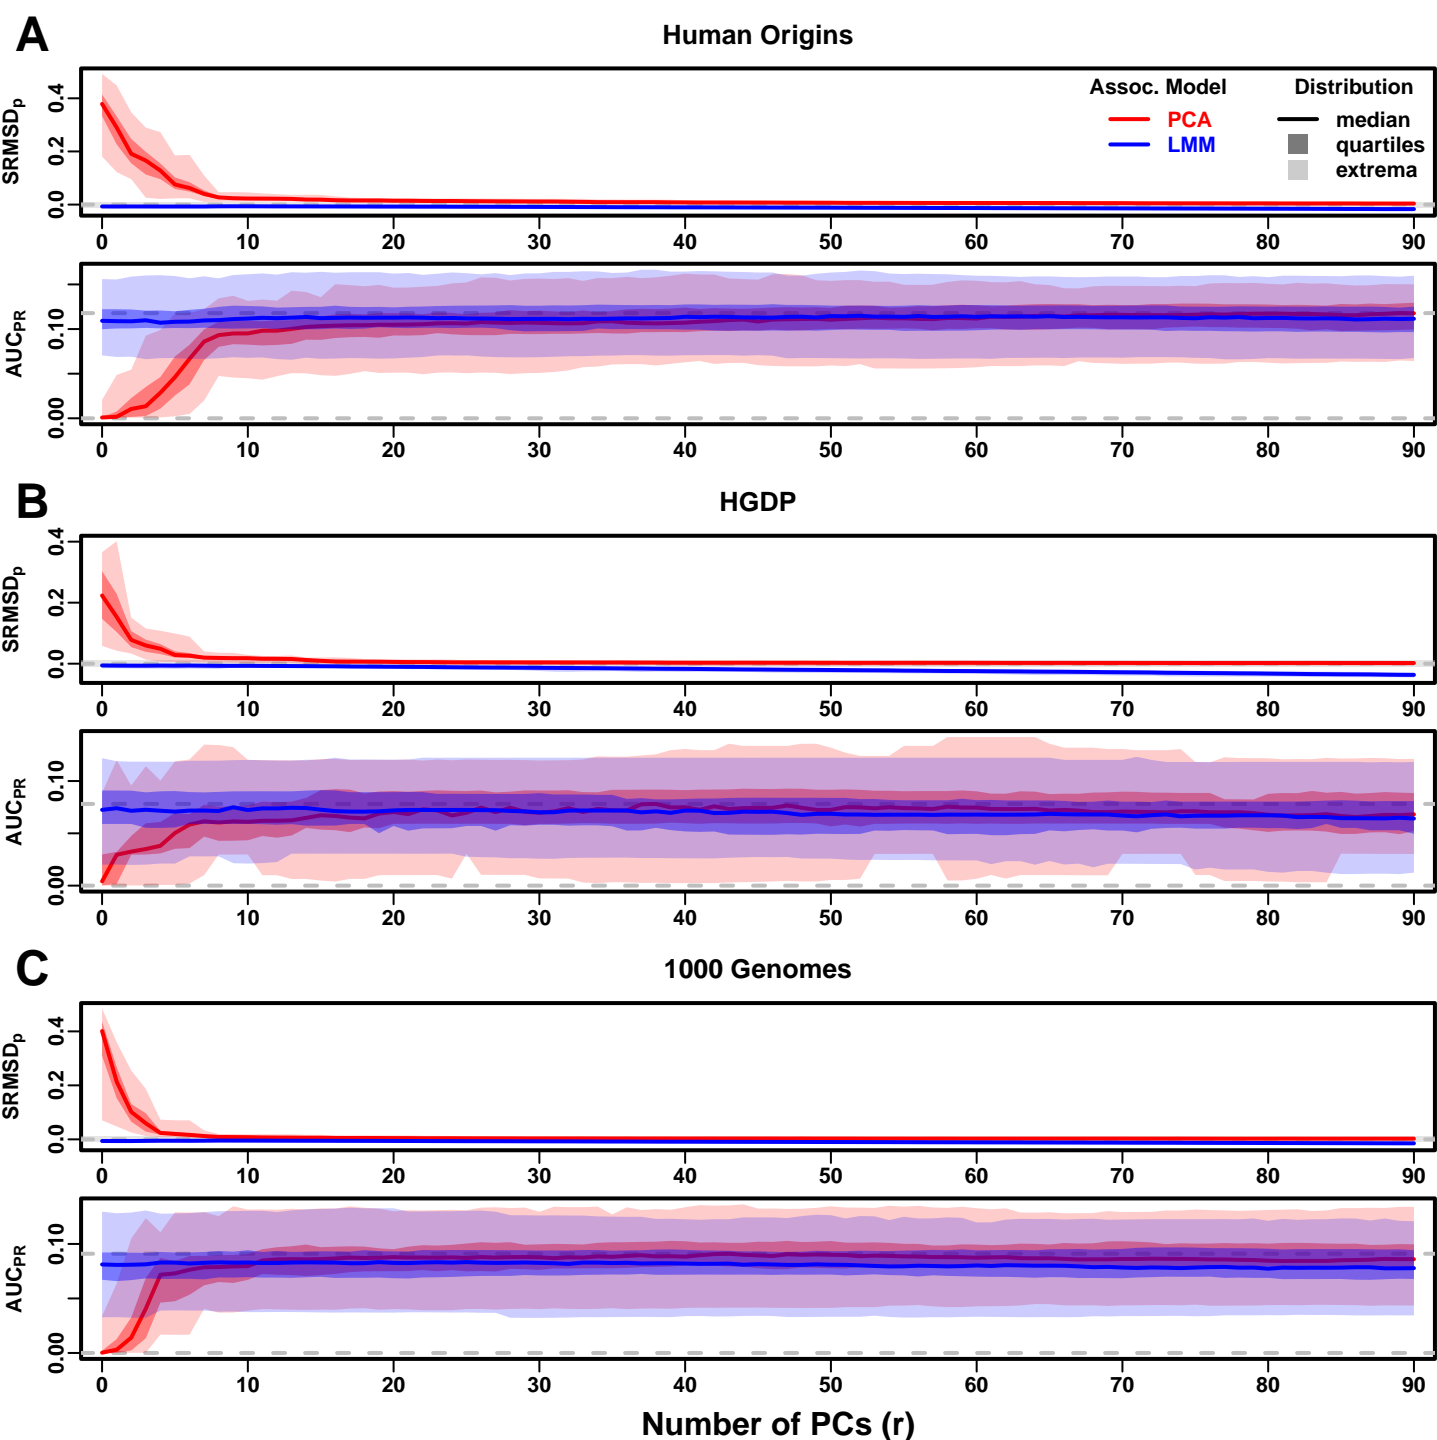 A
Human Origins
SRMSDp
0.0 0.2 0.4
Assoc. Model
PCA
LMM
Distribution
median
quartiles
extrema
0 10 20 30 40 50 60 70 80 90
AUCPR
0.00 0.10
0 10 20 30 40 50 60 70 80 90
B
HGDP
SRMSDp
0.0 0.2 0.4
0 10 20 30 40 50 60 70 80 90
AUCPR
0.00 0.10
0 10 20 30 40 50 60 70 80 90
C
1000 Genomes
SRMSDp
0.0 0.2 0.4
0 10 20 30 40 50 60 70 80 90
AUCPR
0.00 0.10
0 10 20 30 40 50 60 70 80 90
Number of PCs (r)